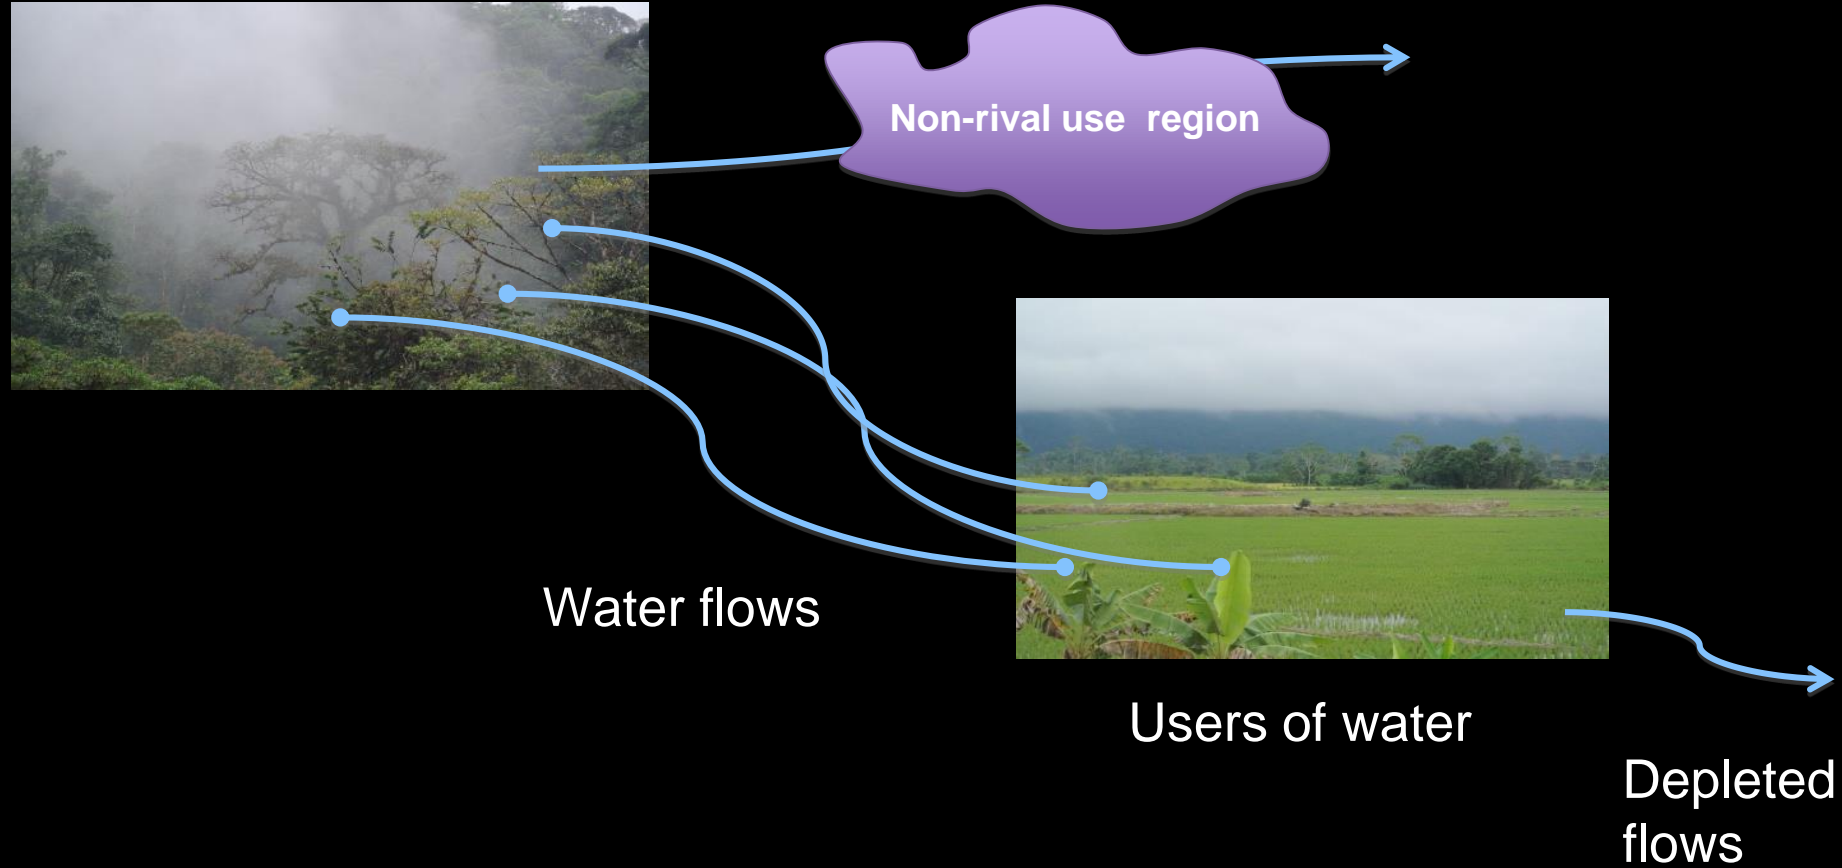 Non-rival use region
Water flows
Users of water
Depleted
flows